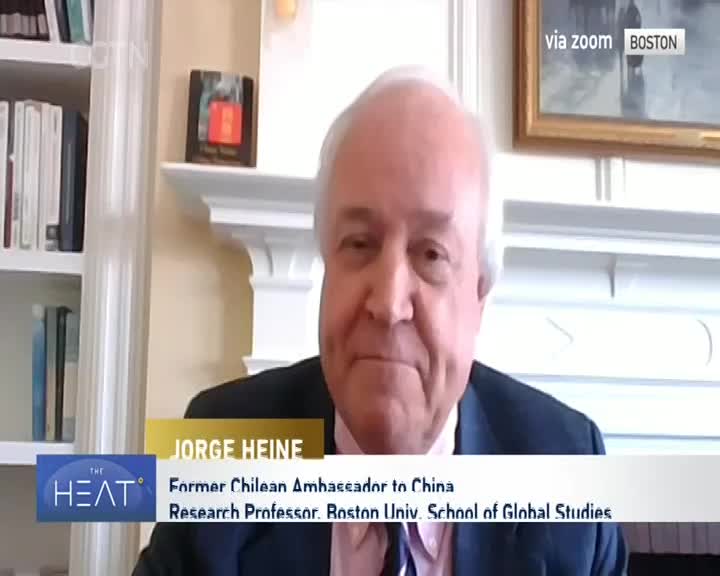 CGTN
via zoom BOSTON
JORGE HEINE
THE
HEAT
Former Chilean Ambassador to China
Research Professor, Boston Univ. School of Global Studies